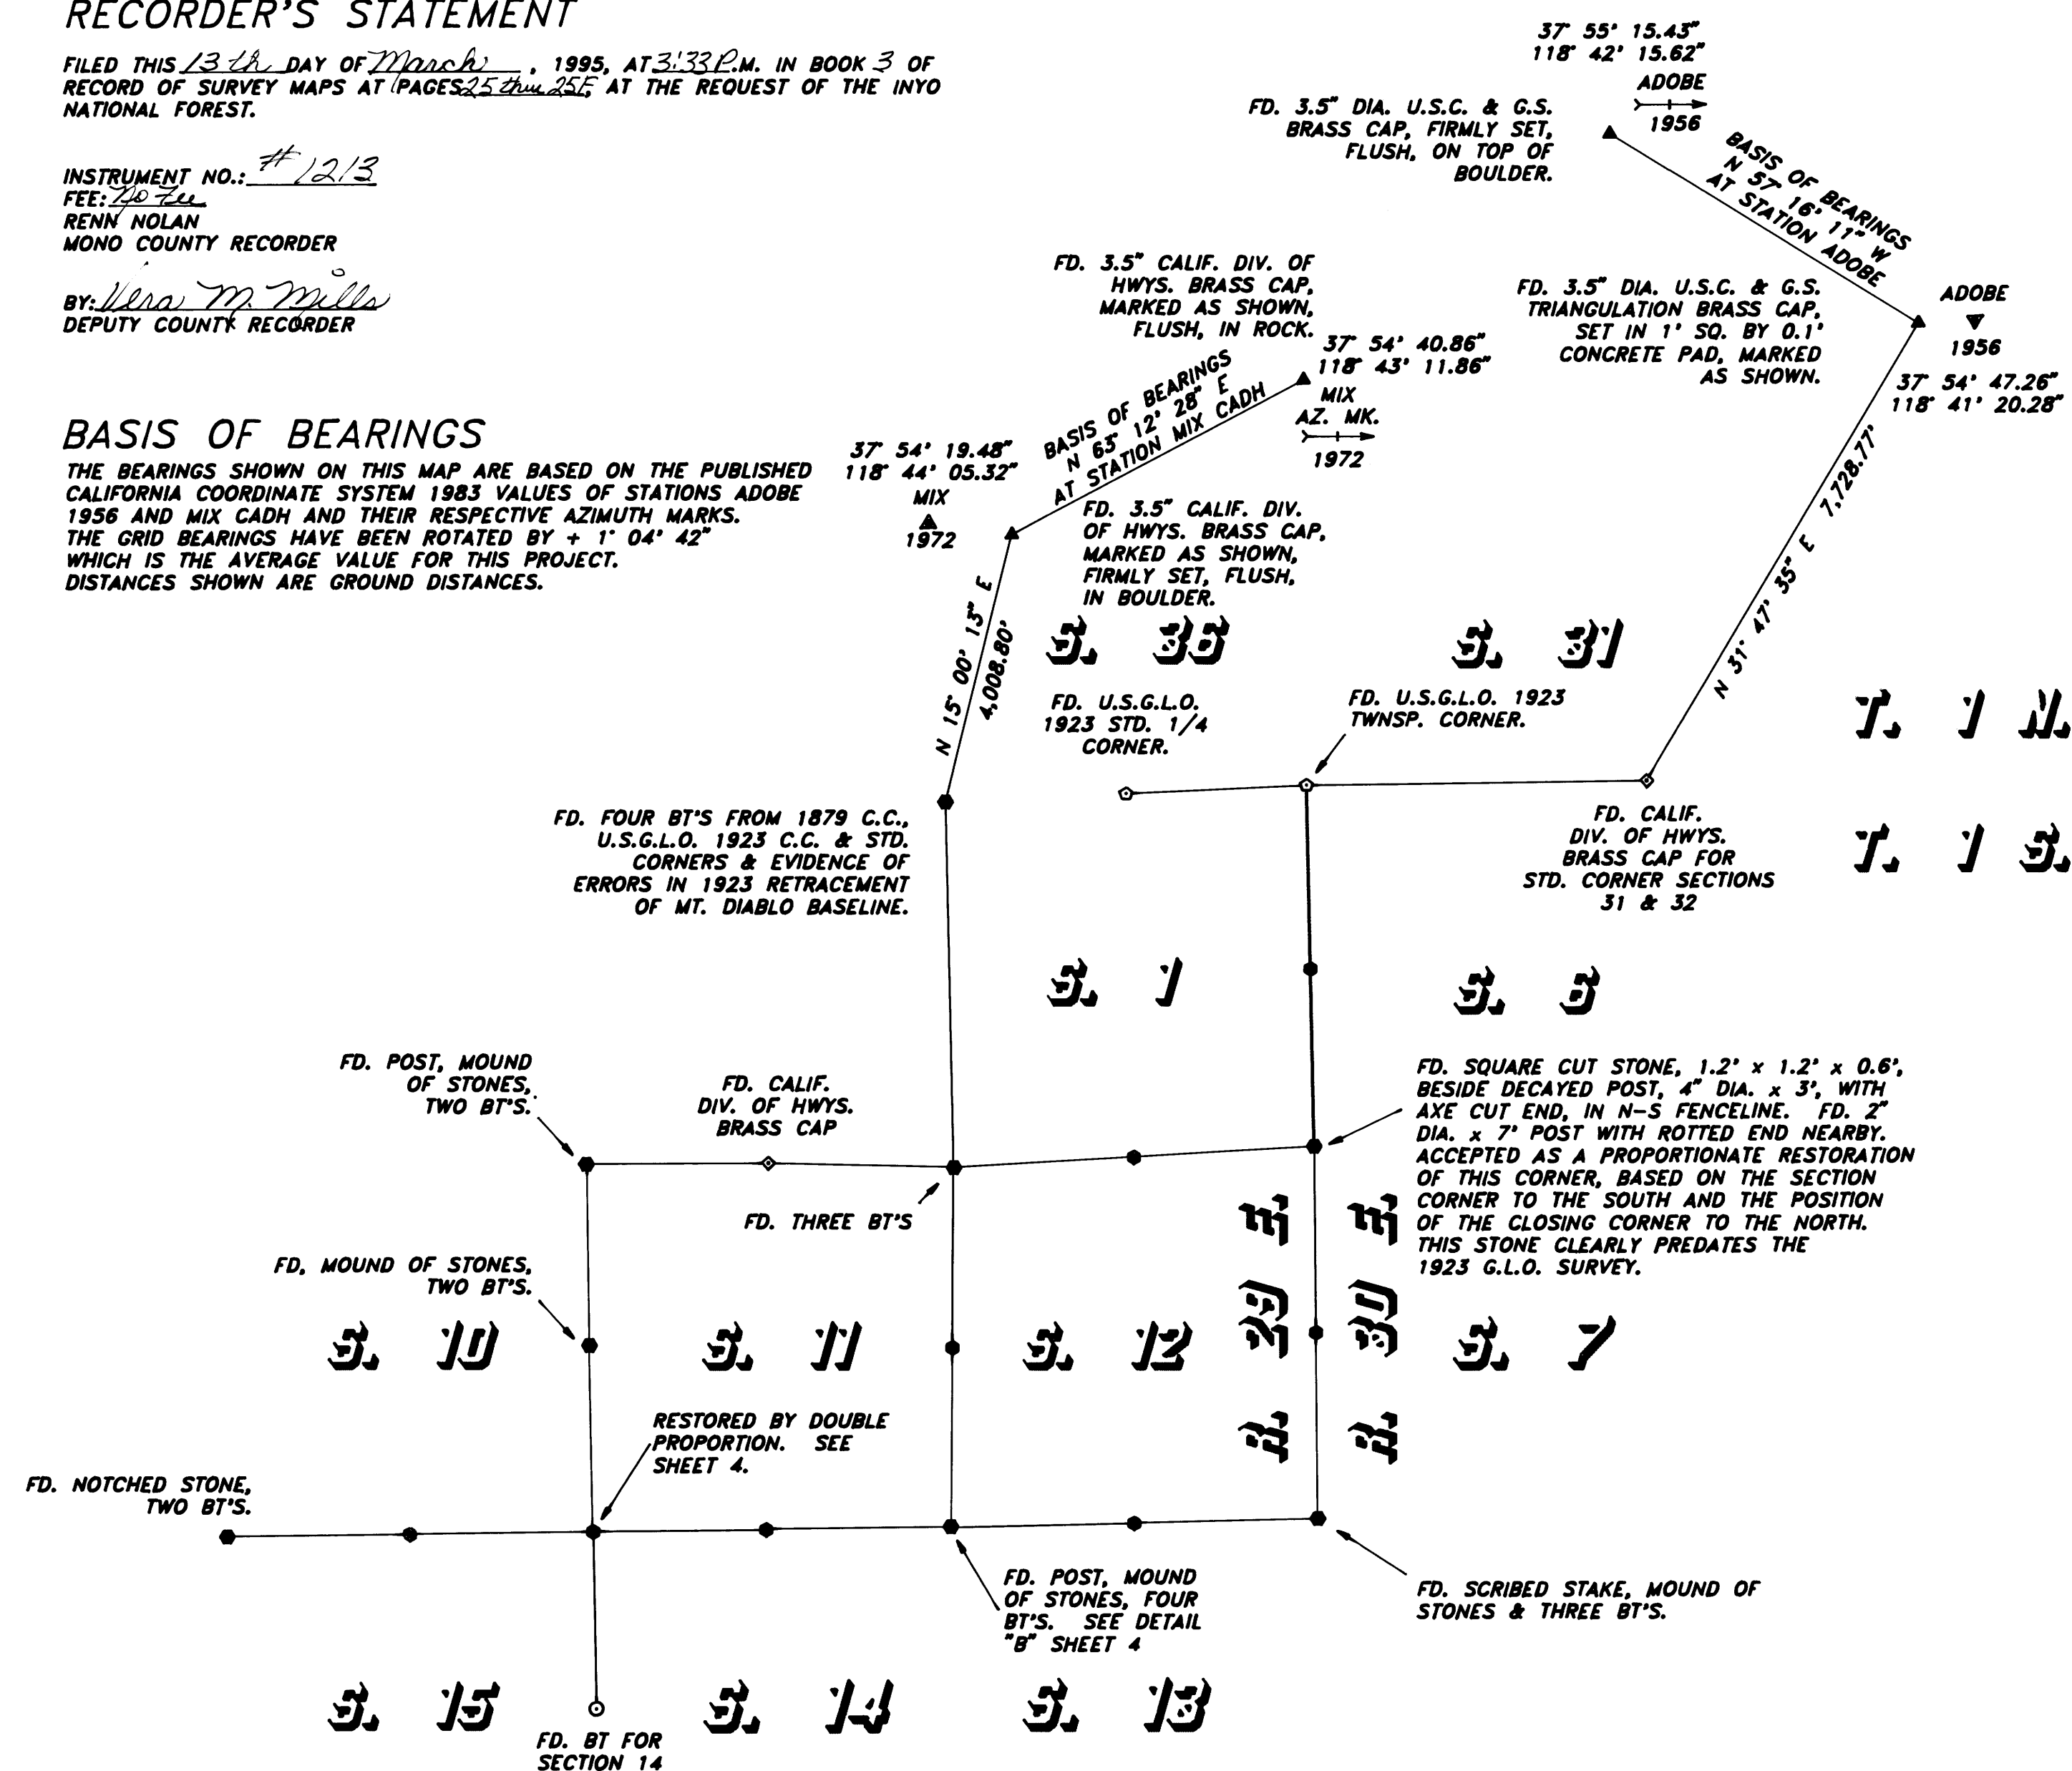 RECORDER'S STATEMENT
FILED THIS 13th DAY OF March, 1995, AT 3:33 P.M. IN BOOK 3 OF
RECORD OF SURVEY MAPS AT PAGES 25 thru 25F, AT THE REQUEST OF THE INYO
NATIONAL FOREST.
INSTRUMENT NO.: #1213
FEE: No Fee
RENN NOLAN
MONO COUNTY RECORDER
BY: Vera M. Mills
DEPUTY COUNTY RECORDER
BASIS OF BEARINGS
THE BEARINGS SHOWN ON THIS MAP ARE BASED ON THE PUBLISHED
CALIFORNIA COORDINATE SYSTEM 1983 VALUES OF STATIONS ADOBE
1956 AND MIX CADH AND THEIR RESPECTIVE AZIMUTH MARKS.
THE GRID BEARINGS HAVE BEEN ROTATED BY + 1° 04' 42"
WHICH IS THE AVERAGE VALUE FOR THIS PROJECT.
DISTANCES SHOWN ARE GROUND DISTANCES.
37° 55' 15.43"
118° 42' 15.62"
ADOBE
1956
FD. 3.5" DIA. U.S.C. & G.S.
BRASS CAP, FIRMLY SET,
FLUSH, ON TOP OF
BOULDER.
BASIS OF BEARINGS
N 57° 16' 11" W
AT STATION ADOBE
FD. 3.5" DIA. U.S.C. & G.S.
TRIANGULATION BRASS CAP,
SET IN 1' SQ. BY 0.1'
CONCRETE PAD, MARKED
AS SHOWN.
ADOBE
1956
37° 54' 47.26"
118° 41' 20.28"
FD. 3.5" CALIF. DIV. OF
HWYS. BRASS CAP,
MARKED AS SHOWN,
FLUSH, IN ROCK.
37° 54' 40.86"
118° 43' 11.86"
MIX
AZ. MK.
1972
BASIS OF BEARINGS
N 63° 12' 28" E
AT STATION MIX CADH
37° 54' 19.48"
118° 44' 05.32"
MIX
1972
FD. 3.5" CALIF. DIV.
OF HWYS. BRASS CAP,
MARKED AS SHOWN,
FIRMLY SET, FLUSH,
IN BOULDER.
N 15° 00' 13" E
4,008.80'
7,728.77'
N 31° 47' 35" E
S. 36
S. 31
T. 1 N.
FD. U.S.G.L.O.
1923 STD. 1/4
CORNER.
FD. U.S.G.L.O. 1923
TWNSP. CORNER.
FD. FOUR BT'S FROM 1879 C.C.,
U.S.G.L.O. 1923 C.C. & STD.
CORNERS & EVIDENCE OF
ERRORS IN 1923 RETRACEMENT
OF MT. DIABLO BASELINE.
FD. CALIF.
DIV. OF HWYS.
BRASS CAP FOR
STD. CORNER SECTIONS
31 & 32
T. 1 S.
S. 1
S. 6
FD. POST, MOUND
OF STONES,
TWO BT'S.
FD. CALIF.
DIV. OF HWYS.
BRASS CAP
FD. THREE BT'S
FD. SQUARE CUT STONE, 1.2' x 1.2' x 0.6',
BESIDE DECAYED POST, 4" DIA. x 3', WITH
AXE CUT END, IN N-S FENCELINE. FD. 2"
DIA. x 7' POST WITH ROTTED END NEARBY.
ACCEPTED AS A PROPORTIONATE RESTORATION
OF THIS CORNER, BASED ON THE SECTION
CORNER TO THE SOUTH AND THE POSITION
OF THE CLOSING CORNER TO THE NORTH.
THIS STONE CLEARLY PREDATES THE
1923 G.L.O. SURVEY.
FD. MOUND OF STONES,
TWO BT'S.
S. 10
S. 11
S. 12
R. 29 E.
R. 30 E.
S. 7
RESTORED BY DOUBLE
PROPORTION. SEE
SHEET 4.
FD. NOTCHED STONE,
TWO BT'S.
FD. POST, MOUND
OF STONES, FOUR
BT'S. SEE DETAIL
"B" SHEET 4
FD. SCRIBED STAKE, MOUND OF
STONES & THREE BT'S.
S. 15
S. 14
S. 13
FD. BT FOR
SECTION 14